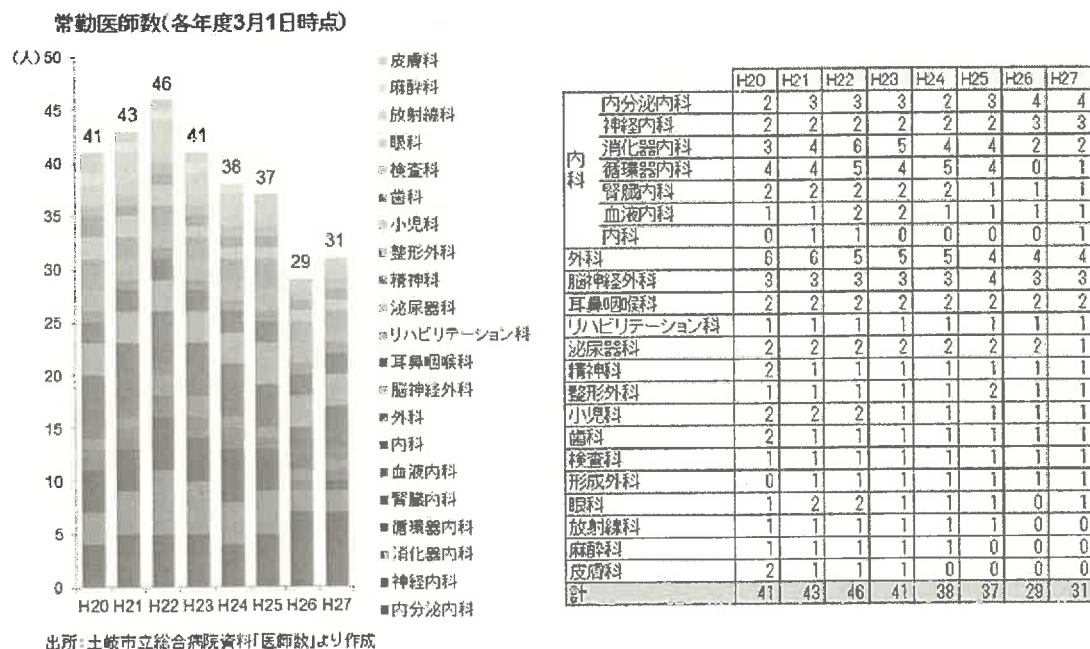 常勤医師数(各年度3月1日時点)
(人)
50
45
40
35
30
25
20
15
10
5
0
41
43
46
41
38
37
29
31
H20 H21 H22 H23 H24 H25 H26 H27
皮膚科
麻酔科
放射線科
眼科
検査科
歯科
小児科
整形外科
精神科
泌尿器科
リハビリテーション科
耳鼻咽喉科
脳神経外科
外科
内科
血液内科
腎臓内科
循環器内科
消化器内科
神経内科
内分泌内科
出所:土岐市立総合病院資料「医師数」より作成
H20 H21 H22 H23 H24 H25 H26 H27
内科
内分泌内科 2 3 3 3 2 3 4 4
神経内科 2 2 2 2 2 2 3 3
消化器内科 3 4 6 5 4 4 2 2
循環器内科 4 4 5 4 5 4 0 1
腎臓内科 2 2 2 2 2 1 1 1
血液内科 1 1 2 2 1 1 1 1
内科 0 1 1 0 0 0 0 1
外科 6 6 5 5 5 4 4 4
脳神経外科 3 3 3 3 3 4 3 3
耳鼻咽喉科 2 2 2 2 2 2 2 2
リハビリテーション科 1 1 1 1 1 1 1 1
泌尿器科 2 2 2 2 2 2 2 1
精神科 2 1 1 1 1 1 1 1
整形外科 1 1 1 1 1 2 1 1
小児科 2 2 2 1 1 1 1 1
歯科 2 1 1 1 1 1 1 1
検査科 1 1 1 1 1 1 1 1
形成外科 0 1 1 1 1 1 1 1
眼科 1 2 2 1 1 1 0 1
放射線科 1 1 1 1 1 1 0 0
麻酔科 1 1 1 1 1 0 0 0
皮膚科 2 1 1 1 0 0 0 0
計 41 43 46 41 38 37 29 31